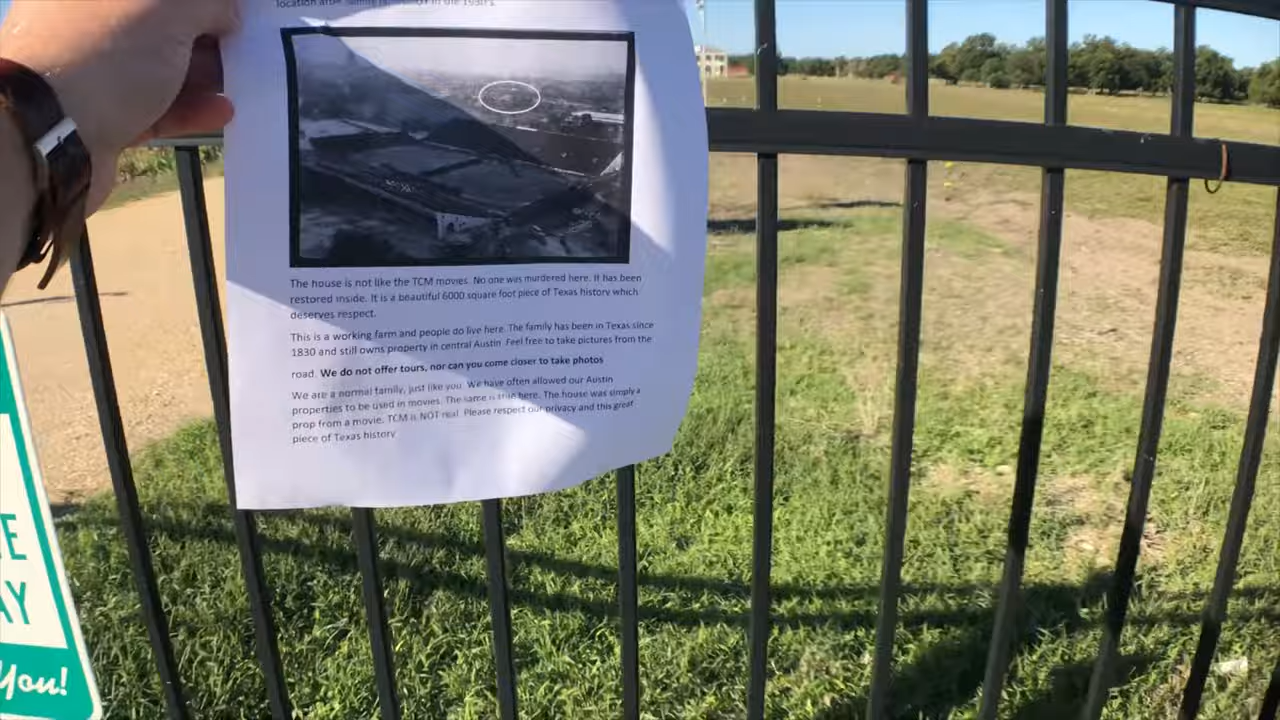 location after
in the 1930's.
The house is not like the TCM movies. No one was murdered here. It has been
restored inside. It is a beautiful 6000 square foot piece of Texas history which
deserves respect.
This is a working farm and people do live here. The family has been in Texas since
1830 and still owns property in central Austin. Feel free to take pictures from the
road. We do not offer tours, nor can you come closer to take photos
We are a normal family, just like you. We have often allowed our Austin
properties to be used in movies. The same is true here. The house was simply a
prop from a movie. TCM is NOT real. Please respect our privacy and this great
piece of Texas history
E
AY
You!